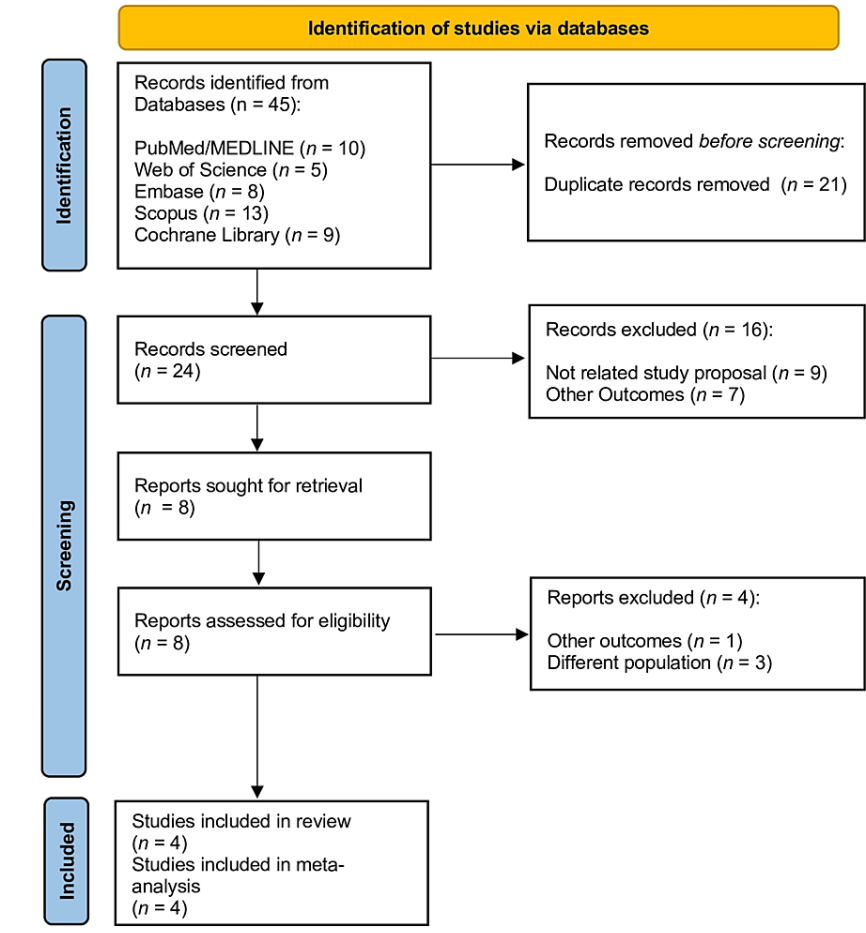 Identification of studies via databases
Identification
Records identified from
Databases (n = 45):
PubMed/MEDLINE (n = 10)
Web of Science (n = 5)
Embase (n = 8)
Scopus (n = 13)
Cochrane Library (n = 9)
Records removed before screening:
Duplicate records removed (n = 21)
Screening
Records screened
(n = 24)
Records excluded (n = 16):
Not related study proposal (n = 9)
Other Outcomes (n = 7)
Reports sought for retrieval
(n = 8)
Reports assessed for eligibility
(n = 8)
Reports excluded (n = 4):
Other outcomes (n = 1)
Different population (n = 3)
Included
Studies included in review
(n = 4)
Studies included in meta-
analysis
(n = 4)